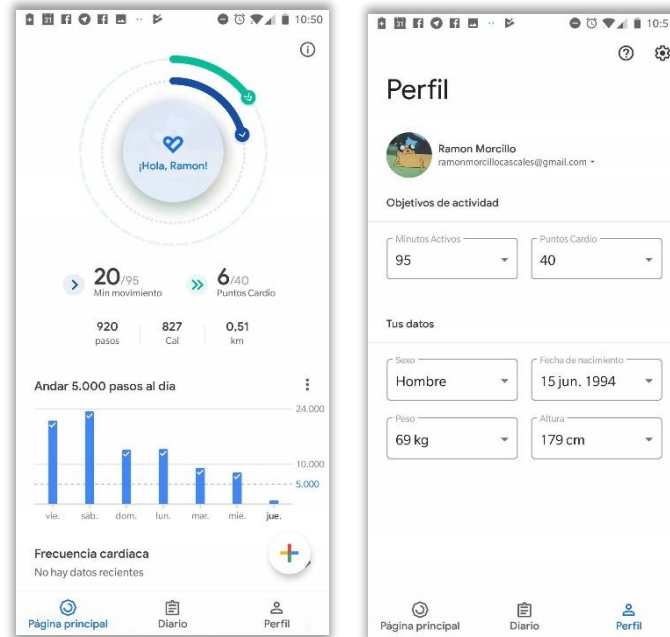 10:50
¡Hola, Ramon!
20/95
Min movimiento
6/40
Puntos Cardio
920
pasos
827
Cal
0,51
km
Andar 5.000 pasos al día
24.000
10.000
5.000
vie. sáb. dom. lun. mar. mié. jue.
Frecuencia cardiaca
No hay datos recientes
Página principal Diario Perfil
31
10:5
Perfil
Ramon Morcillo
ramonmorcillocascales@gmail.com
Objetivos de actividad
Minutos Activos Puntos Cardio
95 40
Tus datos
Sexo Fecha de nacimiento
Hombre 15 jun. 1994
Peso Altura
69 kg 179 cm
Página principal Diario Perfil